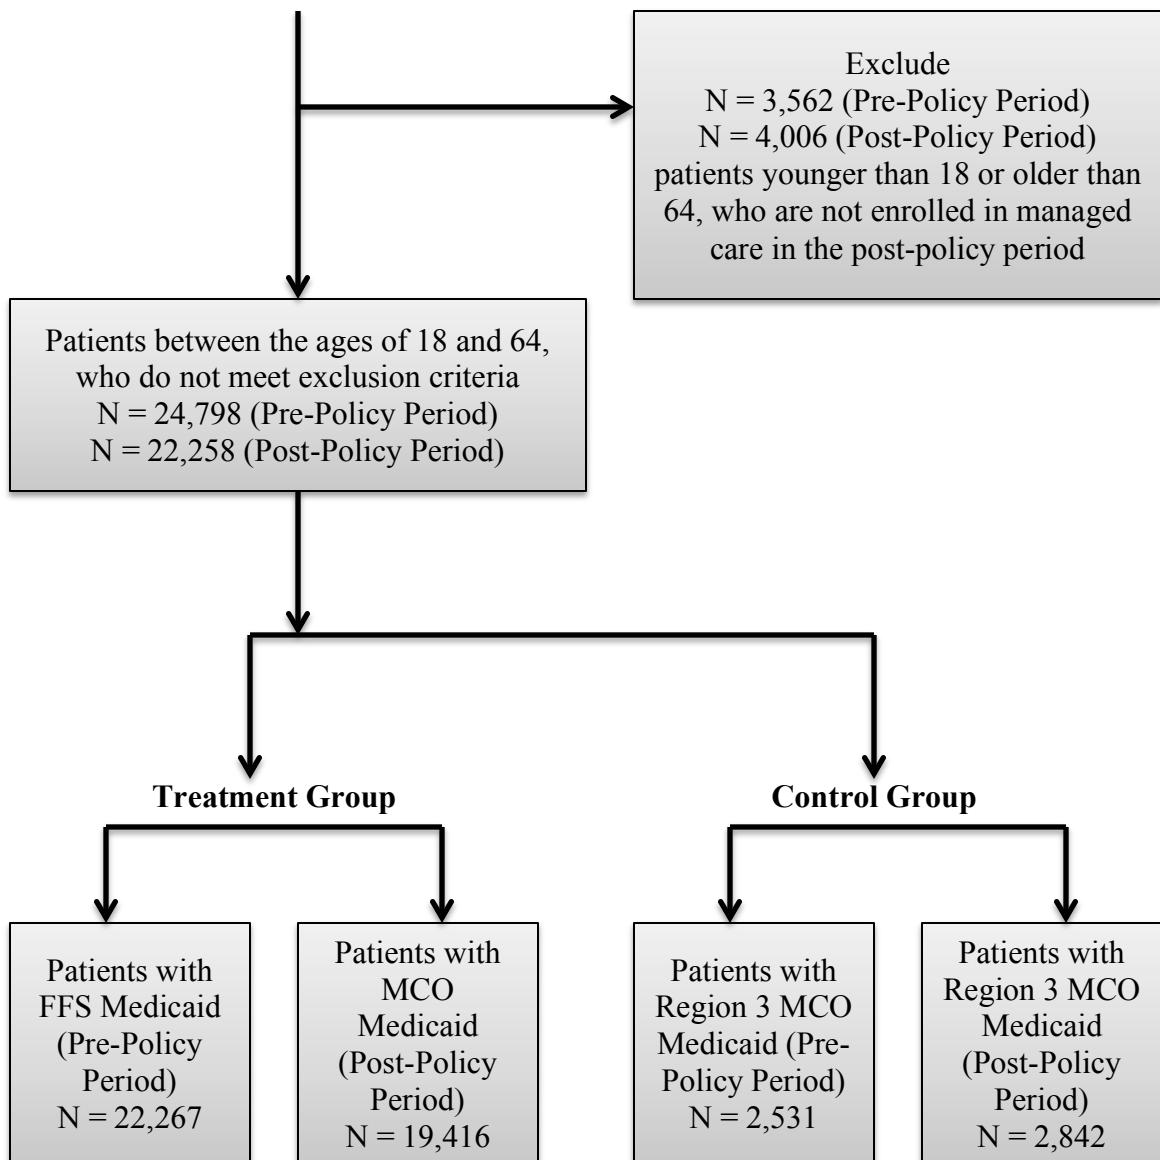 Exclude
N = 3,562 (Pre-Policy Period)
N = 4,006 (Post-Policy Period)
patients younger than 18 or older than
64, who are not enrolled in managed
care in the post-policy period
Patients between the ages of 18 and 64,
who do not meet exclusion criteria
N = 24,798 (Pre-Policy Period)
N = 22,258 (Post-Policy Period)
Treatment Group
Control Group
Patients with
FFS Medicaid
(Pre-Policy
Period)
N = 22,267
Patients with
MCO
Medicaid
(Post-Policy
Period)
N = 19,416
Patients with
Region 3 MCO
Medicaid (Pre-
Policy Period)
N = 2,531
Patients with
Region 3 MCO
Medicaid
(Post-Policy
Period)
N = 2,842